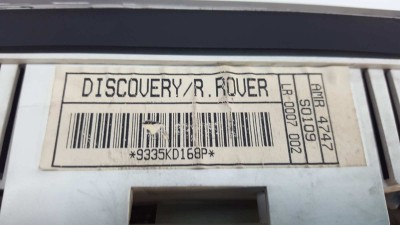 DISCOVERY/R.ROVER
*9335KD168P*
AMR 4747
S0109
LR-0007 002